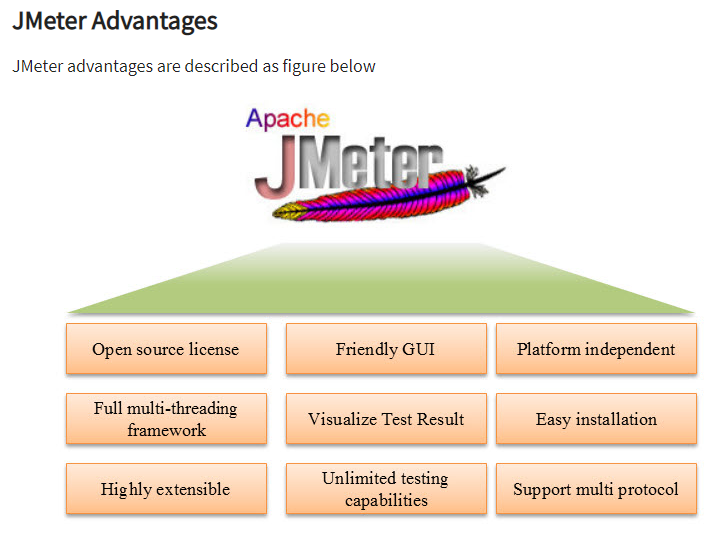 JMeter Advantages
JMeter advantages are described as figure below
Apache
JMeter
Open source license
Friendly GUI
Platform independent
Full multi-threading
framework
Visualize Test Result
Easy installation
Highly extensible
Unlimited testing
capabilities
Support multi protocol